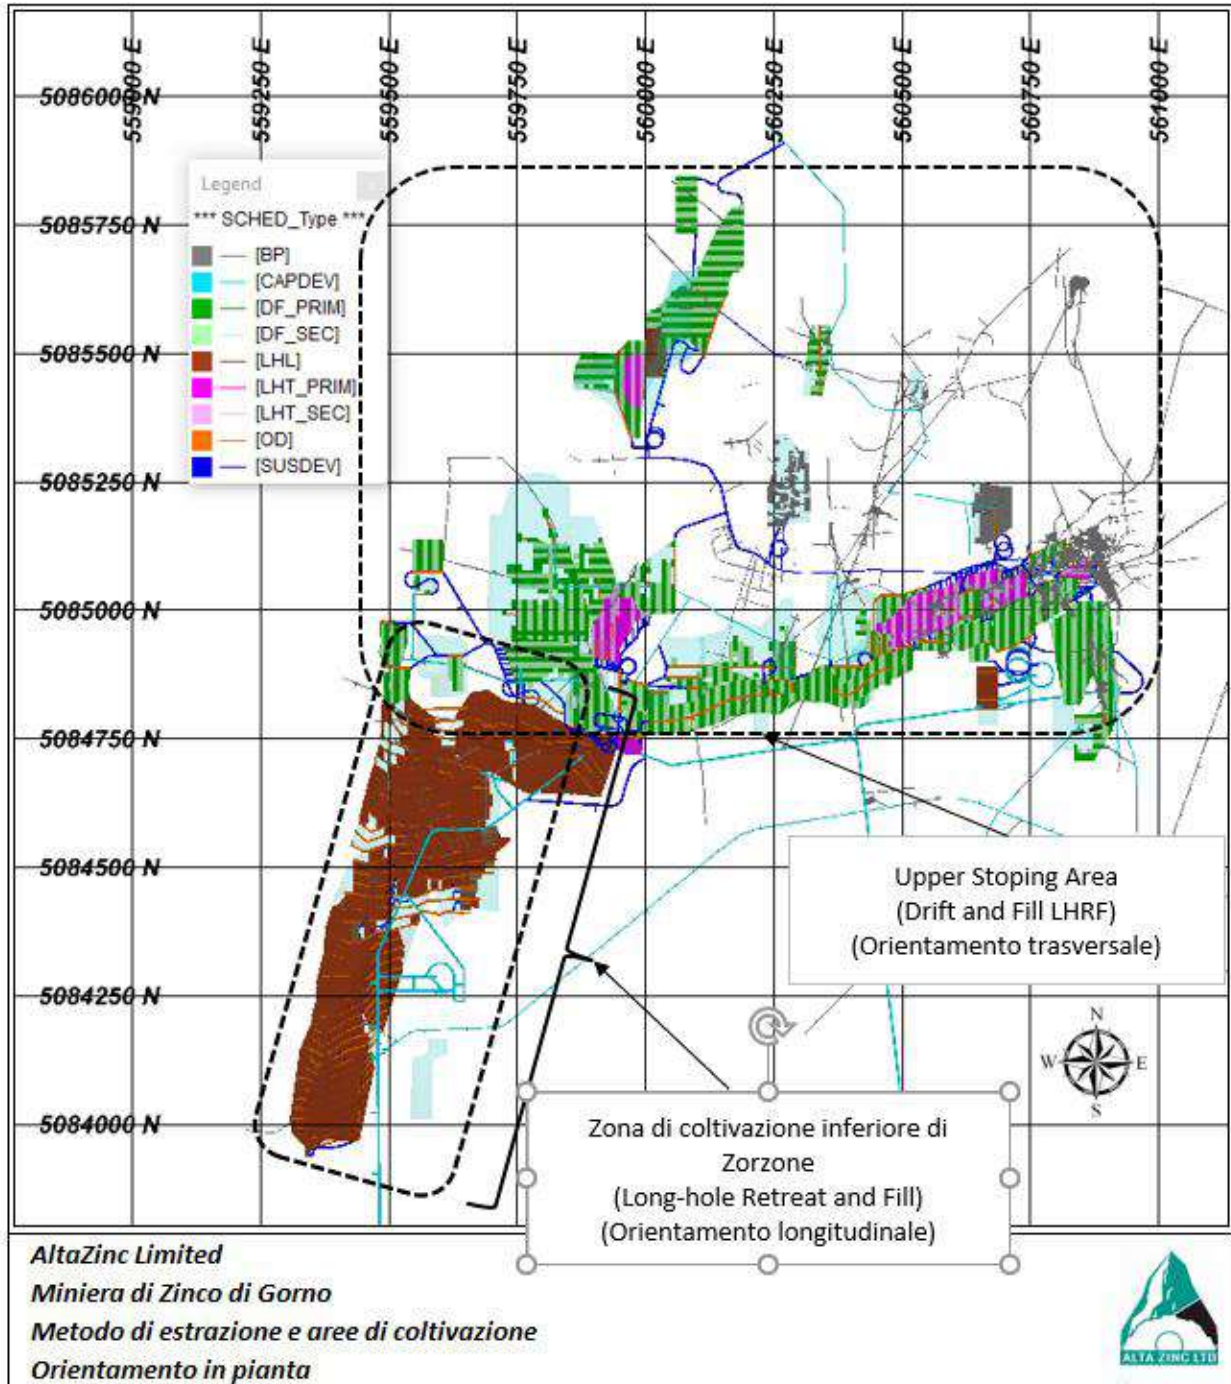 559000 E
559250 E
559500 E
559750 E
560000 E
560250 E
560500 E
560750 E
561000 E
5086000 N
5085750 N
5085500 N
5085250 N
5085000 N
5084750 N
5084500 N
5084250 N
5084000 N
Legend
*** SCHED_Type ***
[BP]
[CAPDEV]
[DF_PRIM]
[DF_SEC]
[LHL]
[LHT_PRIM]
[LHT_SEC]
[OD]
[SUSDEV]
Upper Stoping Area
(Drift and Fill LHRF)
(Orientamento trasversale)
N
W E
S
Zona di coltivazione inferiore di
Zorzone
(Long-hole Retreat and Fill)
(Orientamento longitudinale)
AltaZinc Limited
Miniera di Zinco di Gorno
Metodo di estrazione e aree di coltivazione
Orientamento in pianta
ALTA ZINC LTD